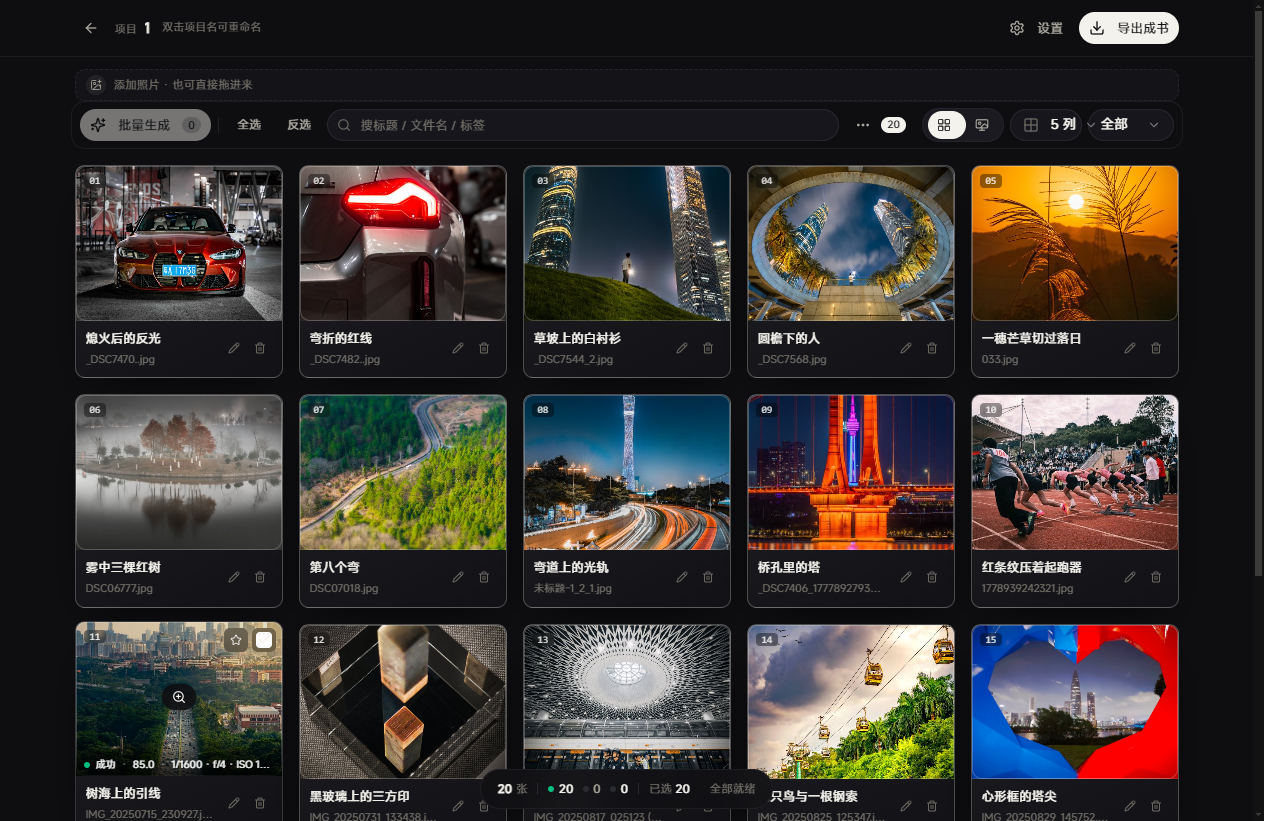 项目 1 双击项目名可重命名
设置 导出成书
添加照片 · 也可直接拖进来
批量生成 0 全选 反选 搜标题 / 文件名 / 标签 ··· 20 5 列 全部
01 02 03 04 05
熄火后的反光 弯折的红线 草坡上的白衬衫 圆檐下的人 一穗芒草切过落日
_DSC7470..jpg _DSC7482..jpg _DSC7544_2.jpg _DSC7568.jpg 033.jpg
06 07 08 09 10
雾中三棵红树 第八个弯 弯道上的光轨 桥孔里的塔 红条纹压着起跑器
DSC06777.jpg DSC07018.jpg 未标题-1_2_1.jpg _DSC7406_1777892793... 1778939242321.jpg
11 12 13 14 15
成功 · 85.0 · 1/1600 · f/4 · ISO 1...
树海上的引线 黑玻璃上的三方印 只鸟与一根钢索 心形框的塔尖
20 张 20 0 0 已选 20 全部就绪
IMG_20250715_230927.j... IMG_20250731_133438.j... IMG_20250817_025123 (... IMG_20250825_125347.j... IMG_20250829_145752....